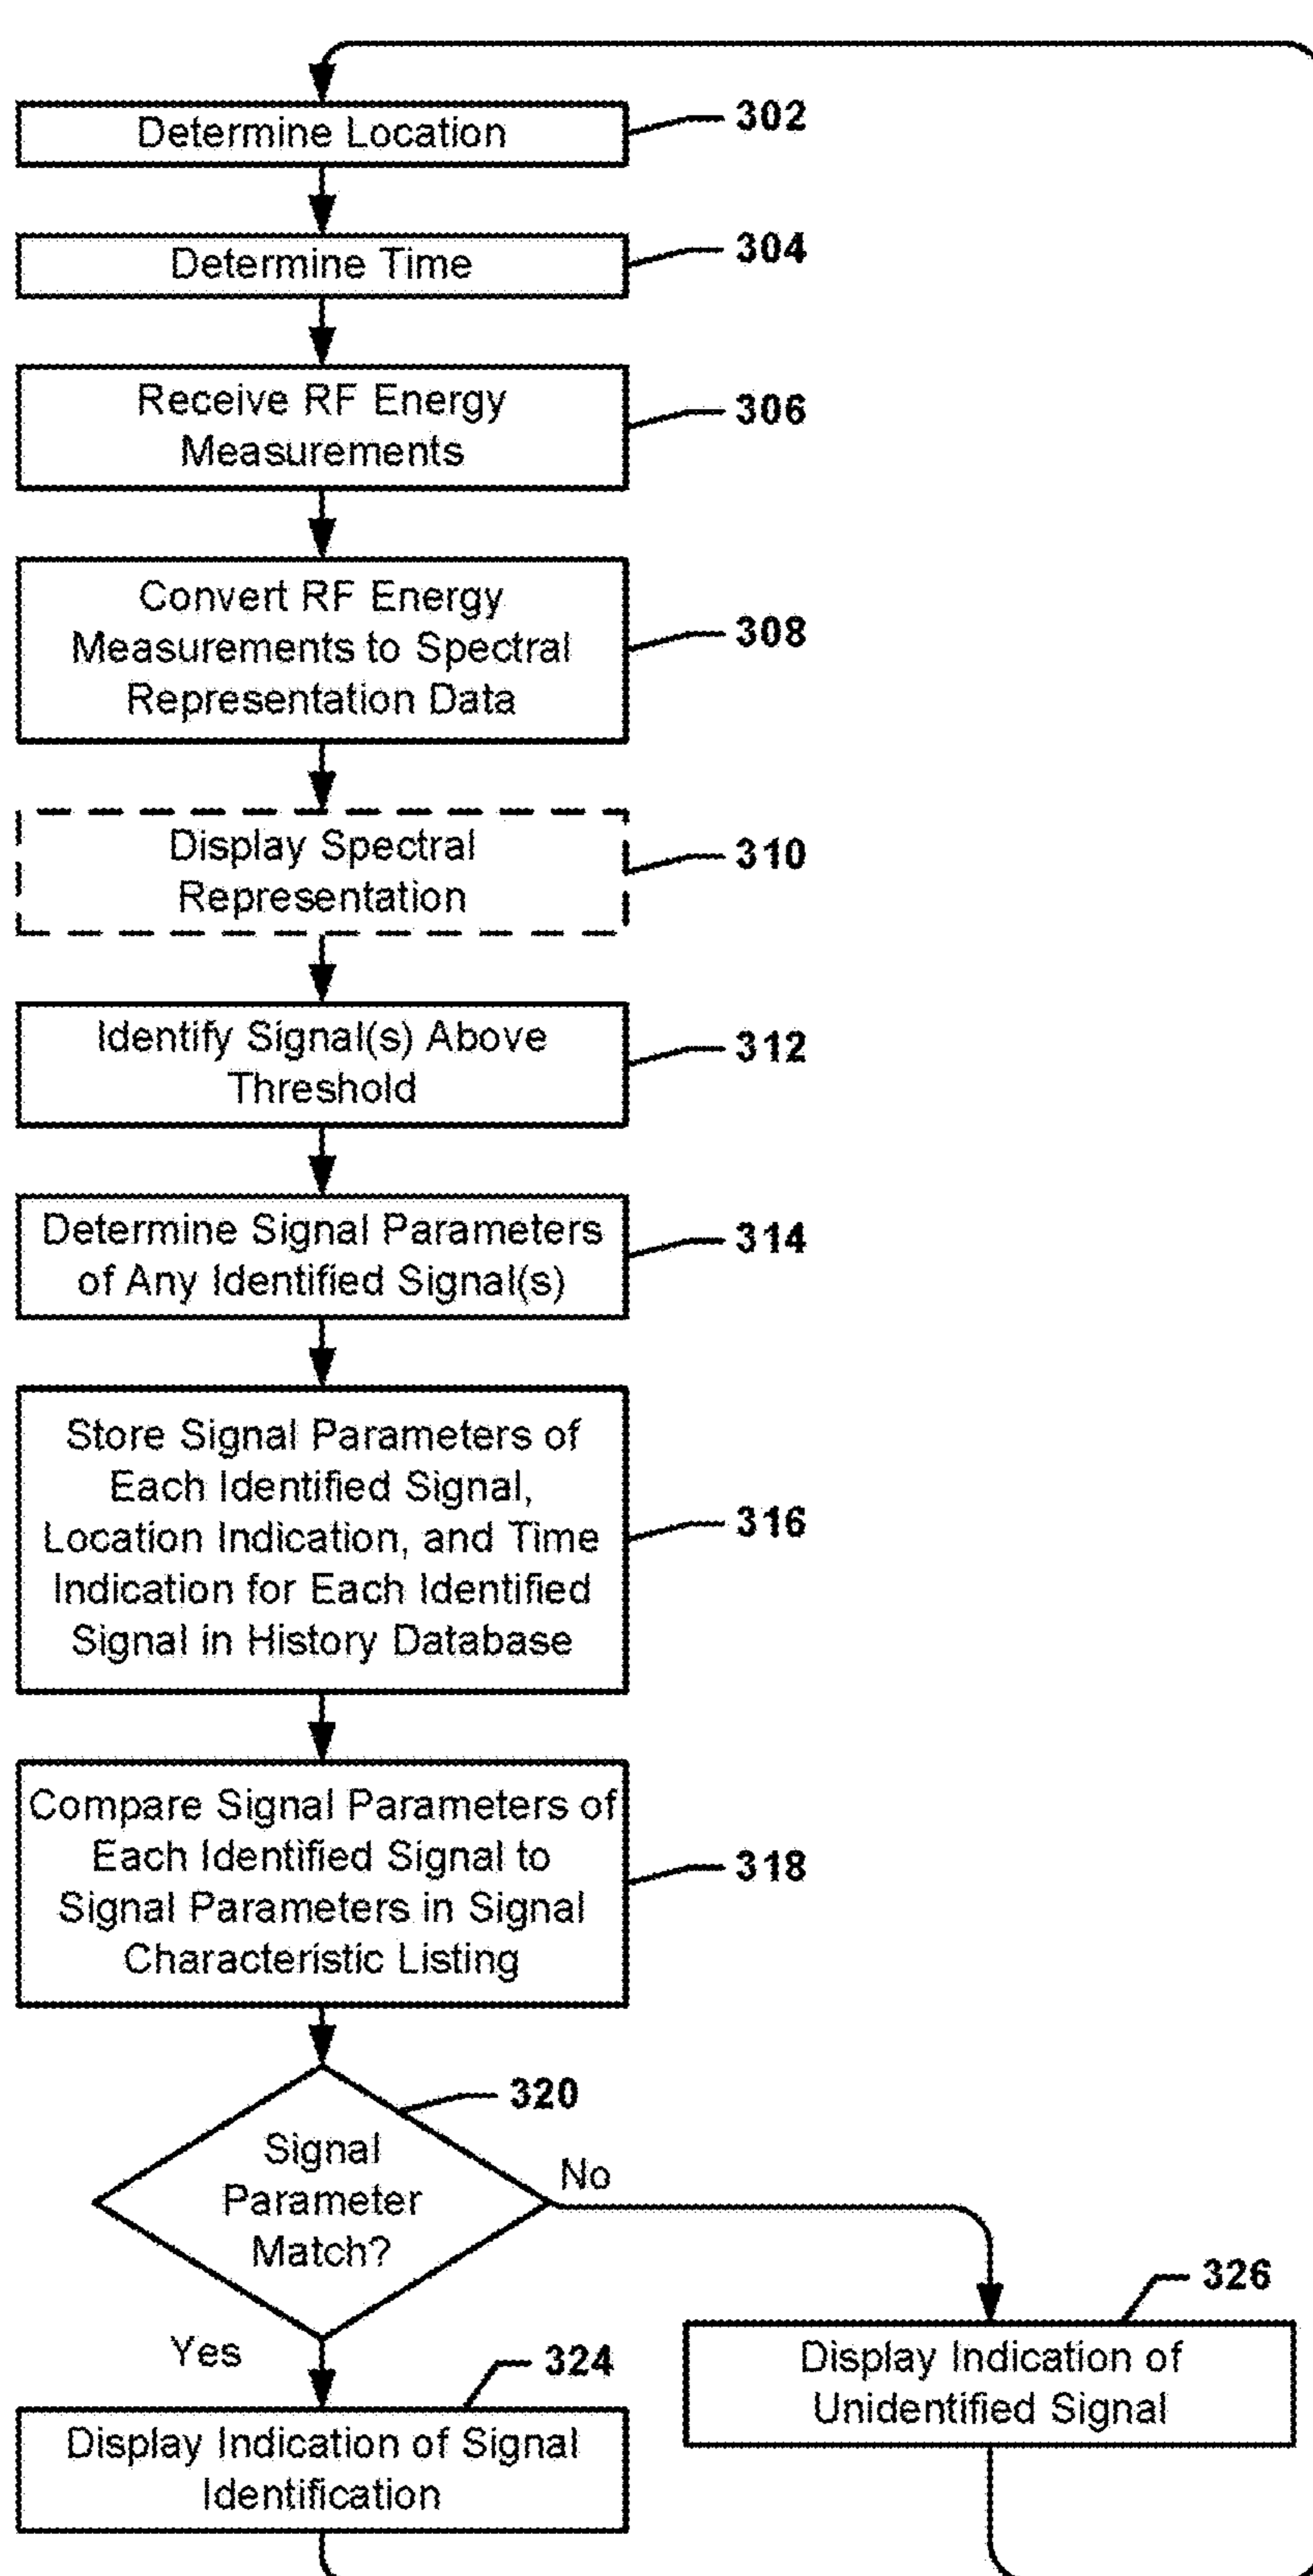 Determine Location
302
Determine Time
304
Receive RF Energy
Measurements
306
Convert RF Energy
Measurements to Spectral
Representation Data
308
Display Spectral
Representation
310
Identify Signal(s) Above
Threshold
312
Determine Signal Parameters
of Any Identified Signal(s)
314
Store Signal Parameters of
Each Identified Signal,
Location Indication, and Time
Indication for Each Identified
Signal in History Database
316
Compare Signal Parameters of
Each Identified Signal to
Signal Parameters in Signal
Characteristic Listing
318
320
Signal
Parameter
Match?
No
Yes
326
Display Indication of
Unidentified Signal
324
Display Indication of Signal
Identification